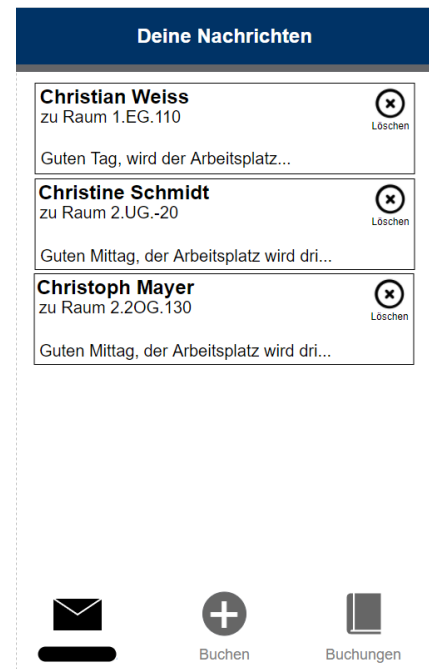 Deine Nachrichten
Christian Weiss
zu Raum 1.EG.110
Löschen
Guten Tag, wird der Arbeitsplatz...
Christine Schmidt
zu Raum 2.UG.-20
Löschen
Guten Mittag, der Arbeitsplatz wird dri...
Christoph Mayer
zu Raum 2.2OG.130
Löschen
Guten Mittag, der Arbeitsplatz wird dri...
Buchen
Buchungen